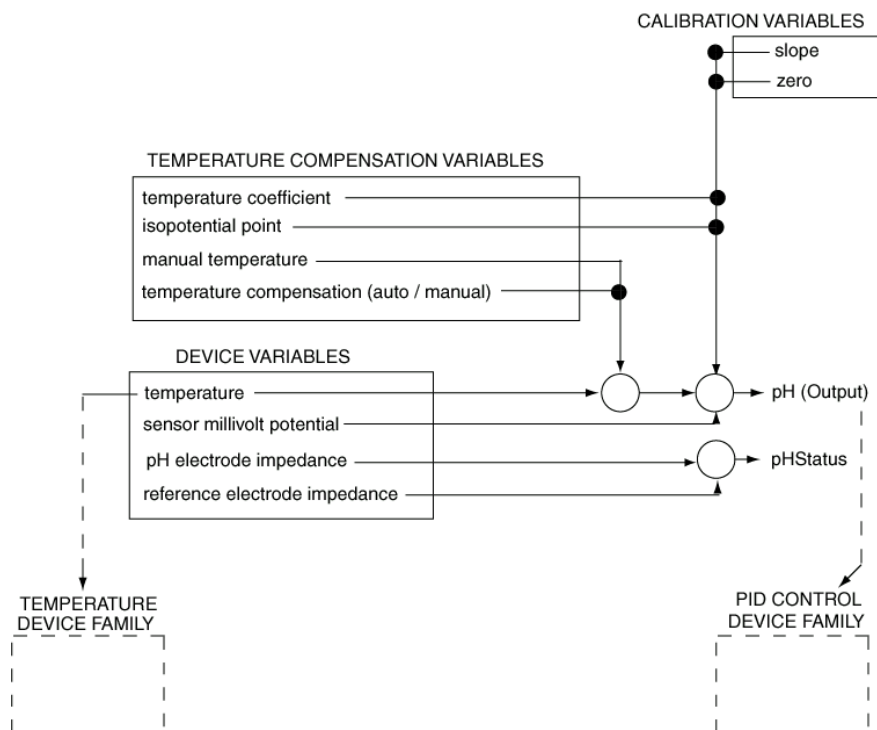 CALIBRATION VARIABLES
slope
zero
TEMPERATURE COMPENSATION VARIABLES
temperature coefficient
isopotential point
manual temperature
temperature compensation (auto / manual)
DEVICE VARIABLES
temperature
pH (Output)
sensor millivolt potential
pH electrode impedance
pHStatus
reference electrode impedance
TEMPERATURE
DEVICE FAMILY
PID CONTROL
DEVICE FAMILY